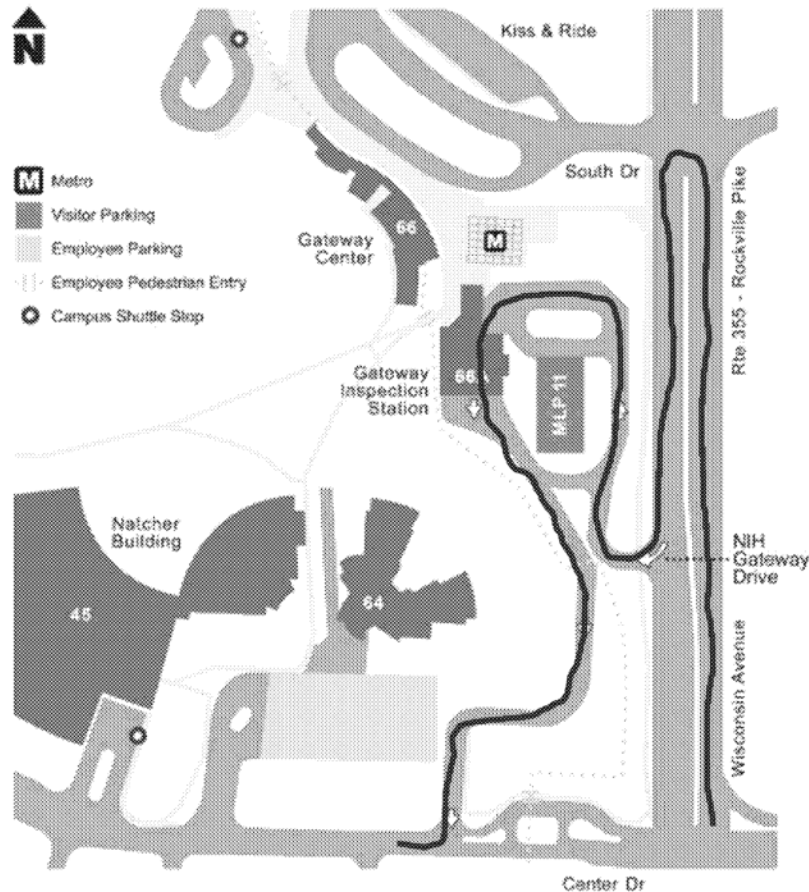 Kiss & Ride
N
South Dr
M Metro
Visitor Parking
Employee Parking
Employee Pedestrian Entry
Campus Shuttle Stop
66
Gateway
Center
M
Rte 355 - Rockville Pike
Gateway
Inspection
Station
66A
MLP 11
Natcher
Building
45
64
NIH
Gateway
Drive
Wisconsin Avenue
Center Dr